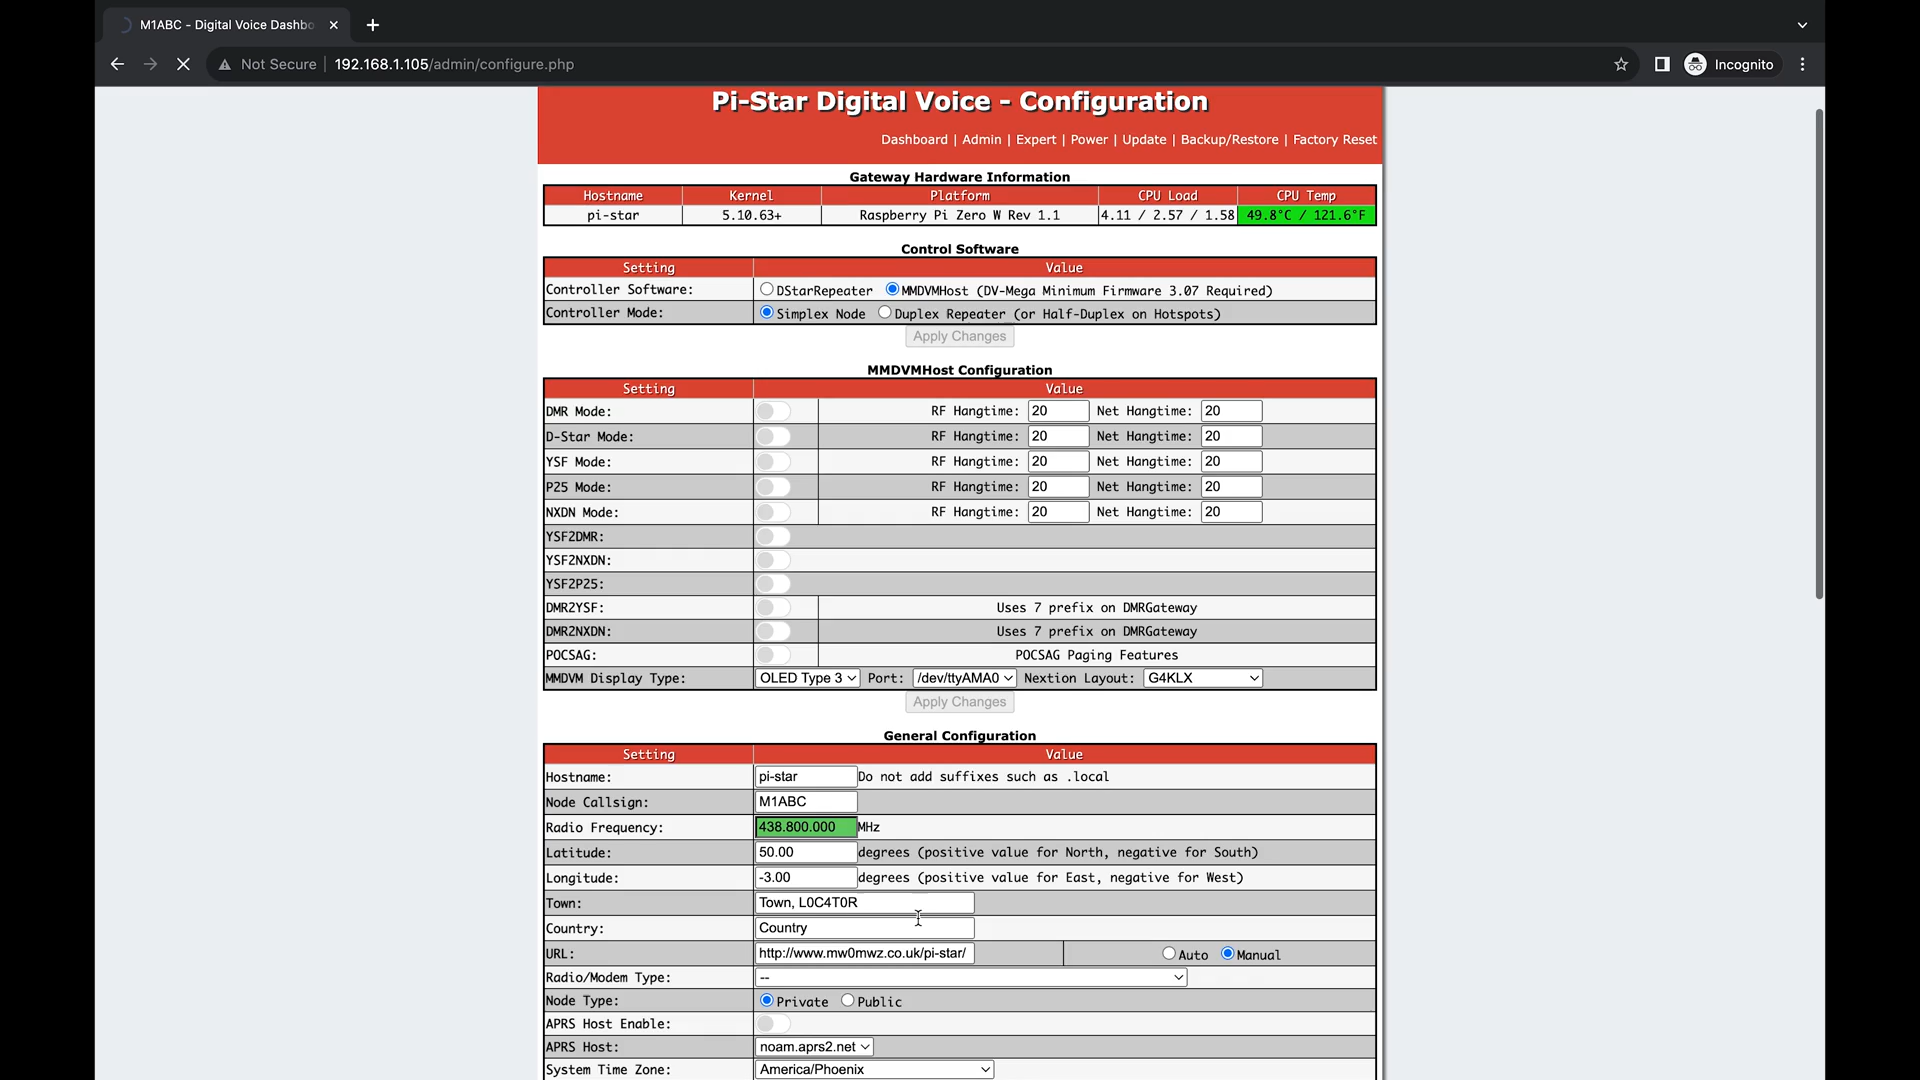 M1ABC - Digital Voice Dashbo
Not Secure | 192.168.1.105/admin/configure.php
Incognito
Pi-Star Digital Voice - Configuration
Dashboard | Admin | Expert | Power | Update | Backup/Restore | Factory Reset
Gateway Hardware Information
Hostname Kernel Platform CPU Load CPU Temp
pi-star 5.10.63+ Raspberry Pi Zero W Rev 1.1 4.11 / 2.57 / 1.58 49.8°C / 121.6°F
Control Software
Setting Value
Controller Software: DStarRepeater MMDVMHost (DV-Mega Minimum Firmware 3.07 Required)
Controller Mode: Simplex Node Duplex Repeater (or Half-Duplex on Hotspots)
Apply Changes
MMDVMHost Configuration
Setting Value
DMR Mode: RF Hangtime: 20 Net Hangtime: 20
D-Star Mode: RF Hangtime: 20 Net Hangtime: 20
YSF Mode: RF Hangtime: 20 Net Hangtime: 20
P25 Mode: RF Hangtime: 20 Net Hangtime: 20
NXDN Mode: RF Hangtime: 20 Net Hangtime: 20
YSF2DMR:
YSF2NXDN:
YSF2P25:
DMR2YSF: Uses 7 prefix on DMRGateway
DMR2NXDN: Uses 7 prefix on DMRGateway
POCSAG: POCSAG Paging Features
MMDVM Display Type: OLED Type 3 Port: /dev/ttyAMA0 Nextion Layout: G4KLX
Apply Changes
General Configuration
Setting Value
Hostname: pi-star Do not add suffixes such as .local
Node Callsign: M1ABC
Radio Frequency: 438.800.000 MHz
Latitude: 50.00 degrees (positive value for North, negative for South)
Longitude: -3.00 degrees (positive value for East, negative for West)
Town: Town, L0C4T0R
Country: Country
URL: http://www.mw0mwz.co.uk/pi-star/ Auto Manual
Radio/Modem Type: --
Node Type: Private Public
APRS Host Enable:
APRS Host: noam.aprs2.net
System Time Zone: America/Phoenix